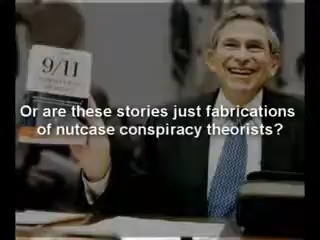 9/11
Or are these stories just fabrications
of nutcase conspiracy theorists?